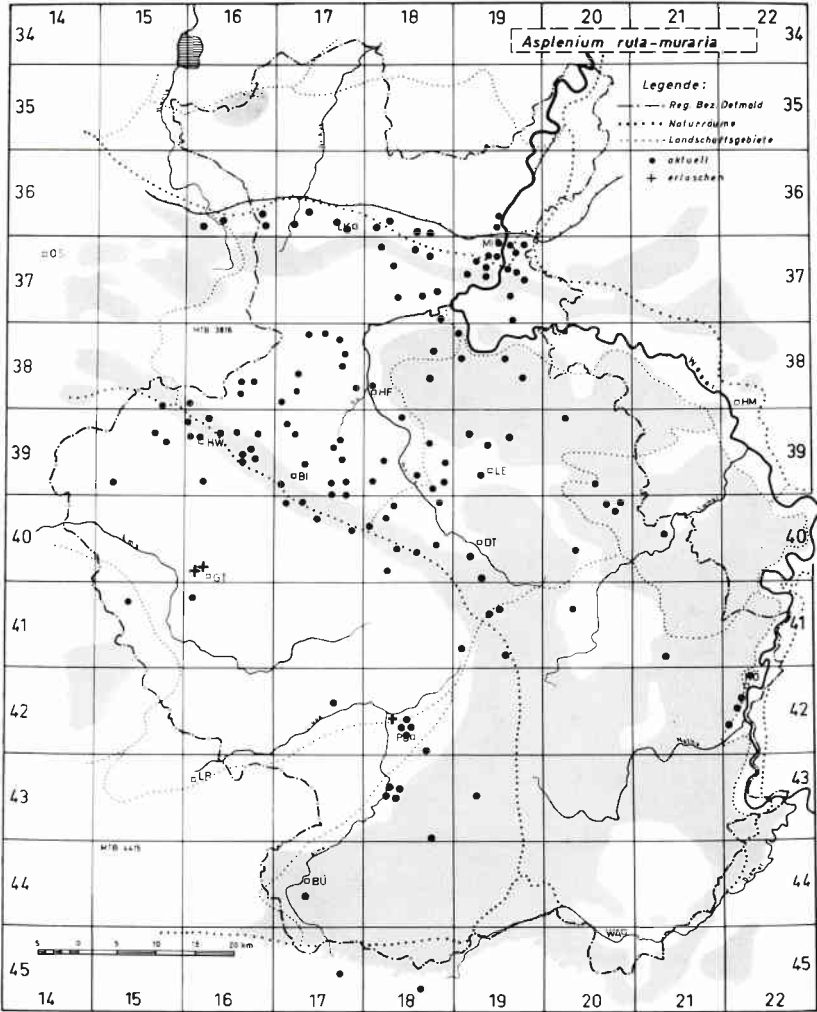 14 15 16 17 18 19 20 21 22
34 34
Asplenium ruta-muraria
Legende:
Reg. Bez. Detmold
Naturräume
Landschaftsgebiete
aktuell
erloschen
35 35
36 36
LK
MI
OS
37 37
MTB 3816
38 38
HF
W e s e r
HM
39 39
HW
BI
LE
40 40
Ems
DT
GT
41 41
42 42
PB
Nethe
43 43
LP
MTB 4415
44 44
BÜ
WAR
5 0 5 10 15 20 km
45 45
14 15 16 17 18 19 20 21 22